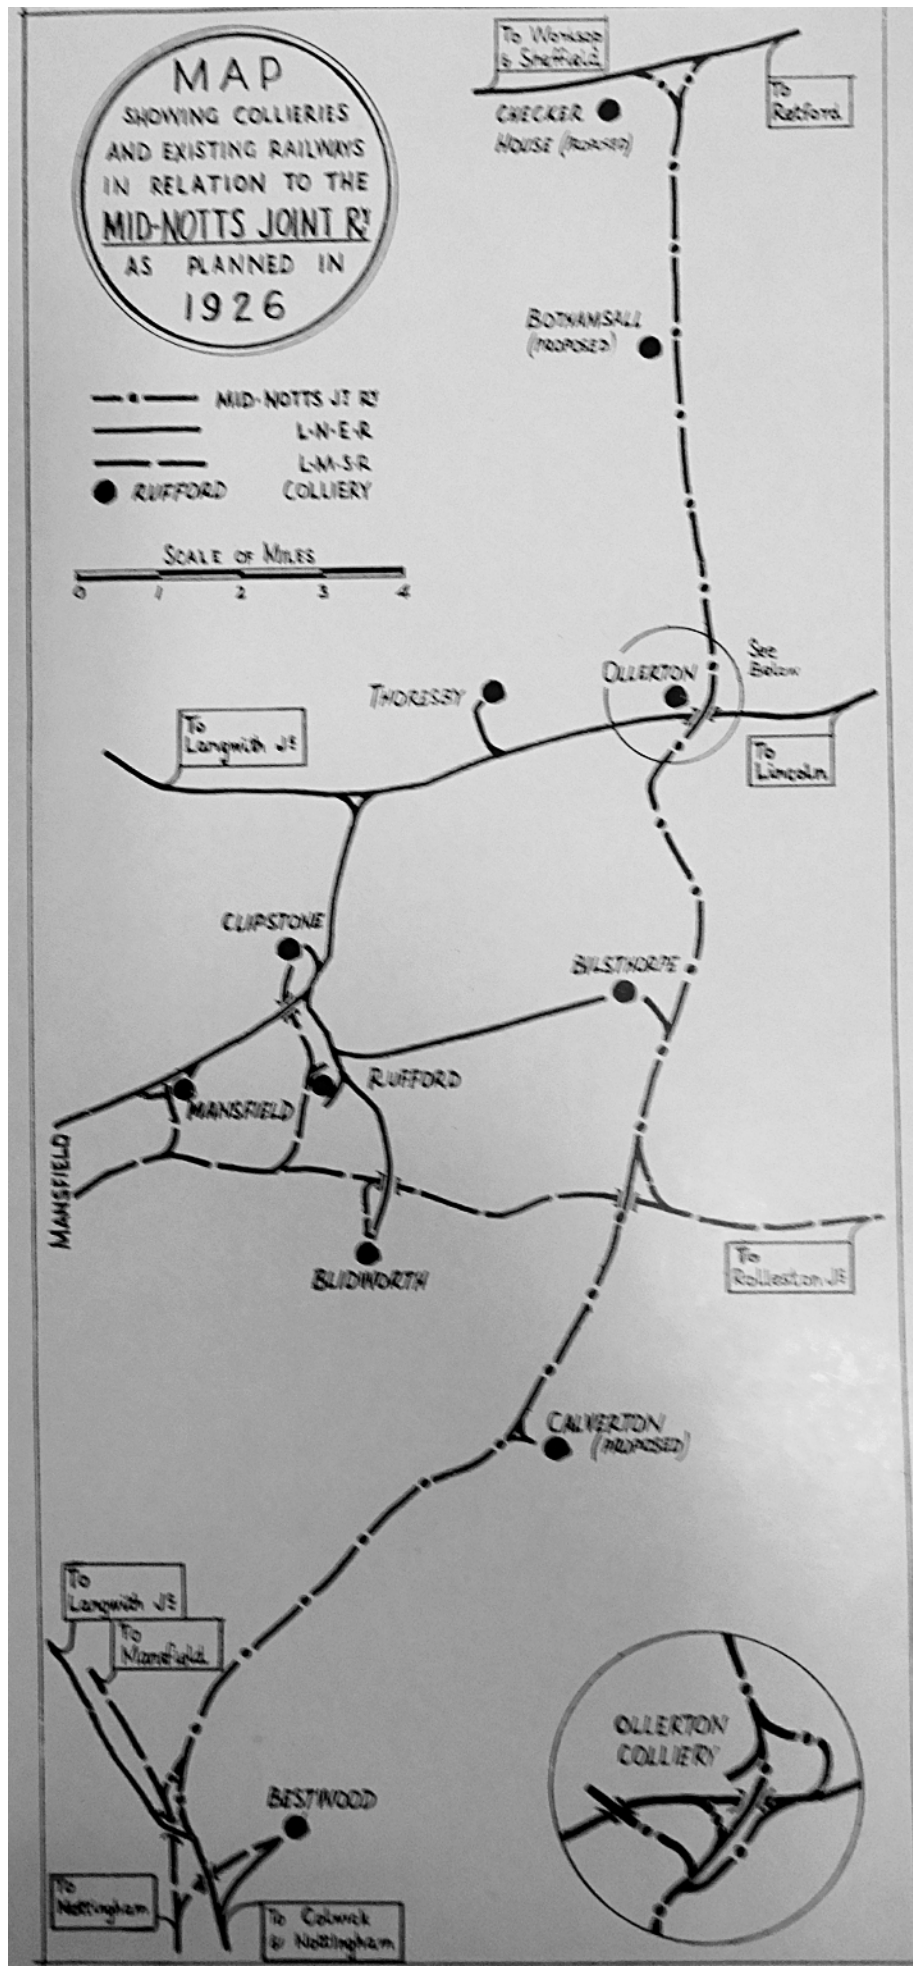 MAP
SHOWING COLLIERIES
AND EXISTING RAILWAYS
IN RELATION TO THE
MID-NOTTS JOINT RY
AS PLANNED IN
1926
MID-NOTTS JT RY
L·N·E·R
L·M·S·R
RUFFORD COLLIERY
SCALE OF MILES
0 1 2 3 4
To Worksop
& Sheffield
To
Retford
CHECKER
HOUSE (PROPOSED)
BOTHAMSALL
(PROPOSED)
OLLERTON
See
Below
THORESBY
To
Langwith Jc
To
Lincoln
CLIPSTONE
BILSTHORPE
RUFFORD
MANSFIELD
MANSFIELD
BLIDWORTH
To
Rolleston Jc
CALVERTON
(PROPOSED)
To
Langwith Jc
To
Mansfield
OLLERTON
COLLIERY
BESTWOOD
To
Nottingham
To Colwick
& Nottingham